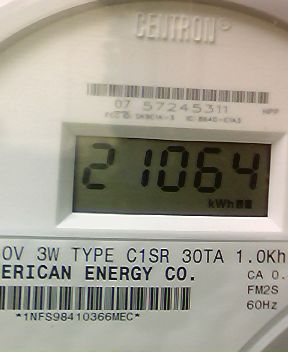 CENTRON®
07 57245311
21064
kWh
0V 3W TYPE C1SR 30TA 1.0Kh
ERICAN ENERGY CO.
CA 0.
FM2S
60Hz
*1NFS98410366MEC*